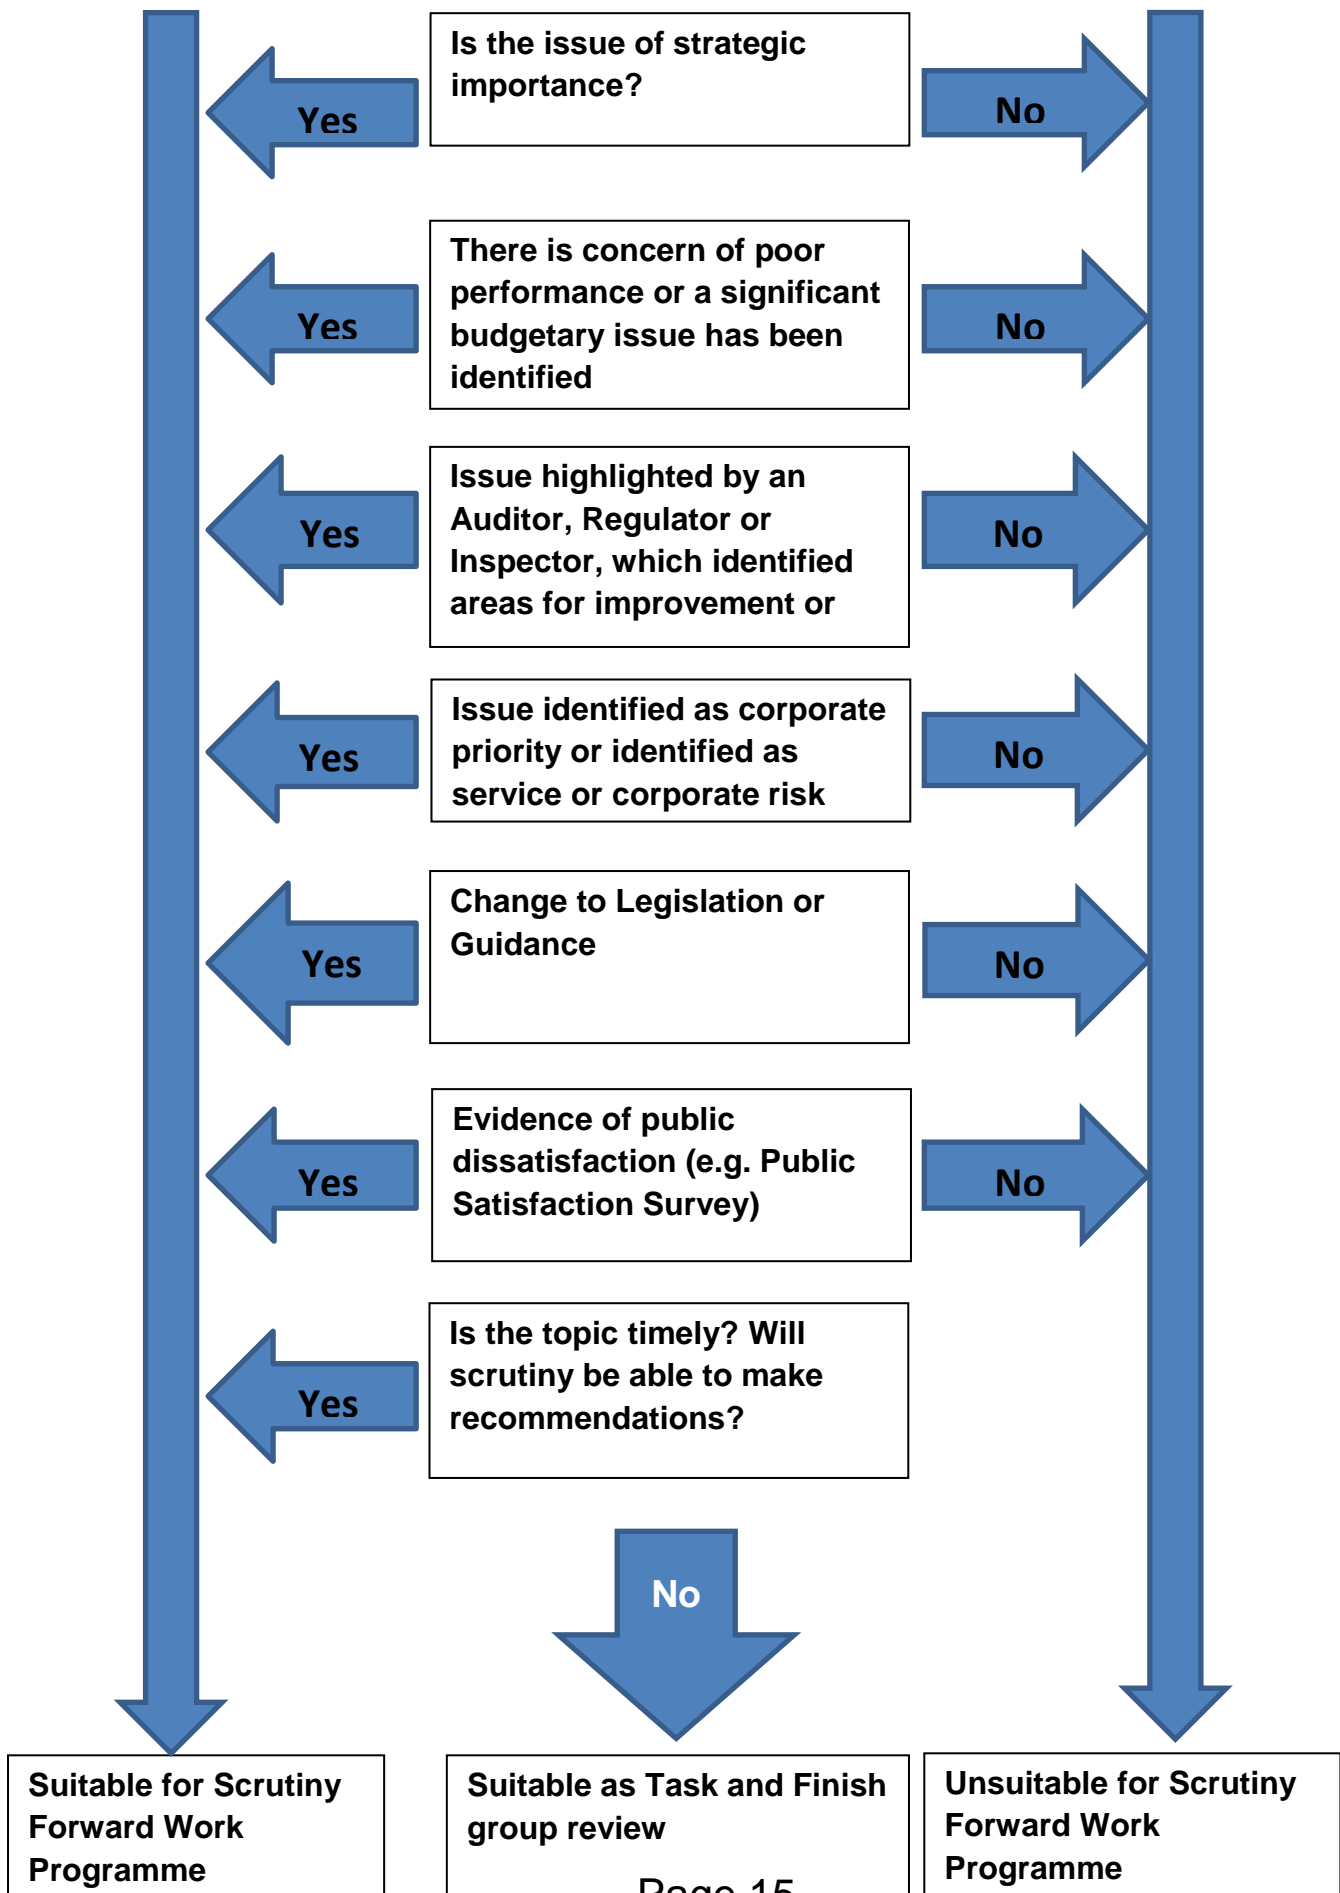 Is the issue of strategic
importance?
Yes
No
There is concern of poor
performance or a significant
budgetary issue has been
identified
Yes
No
Issue highlighted by an
Auditor, Regulator or
Inspector, which identified
areas for improvement or
Yes
No
Issue identified as corporate
priority or identified as
service or corporate risk
Yes
No
Change to Legislation or
Guidance
Yes
No
Evidence of public
dissatisfaction (e.g. Public
Satisfaction Survey)
Yes
No
Is the topic timely? Will
scrutiny be able to make
recommendations?
Yes
No
Suitable for Scrutiny
Forward Work
Programme
Suitable as Task and Finish
group review
Unsuitable for Scrutiny
Forward Work
Programme
Page 15